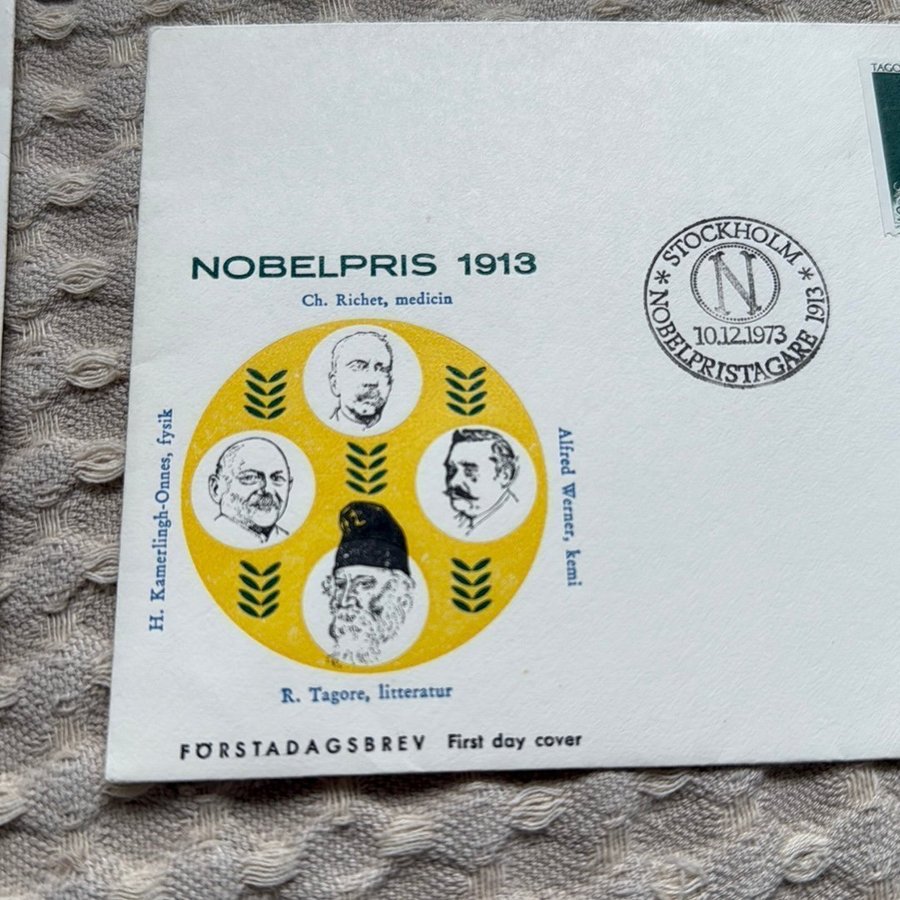 NOBELPRIS 1913
Ch. Richet, medicin
H. Kamerlingh-Onnes, fysik
Alfred Werner, kemi
R. Tagore, litteratur
FÖRSTADAGSBREV First day cover
* STOCKHOLM *
N
10.12.1973
NOBELPRISTAGARE 1913